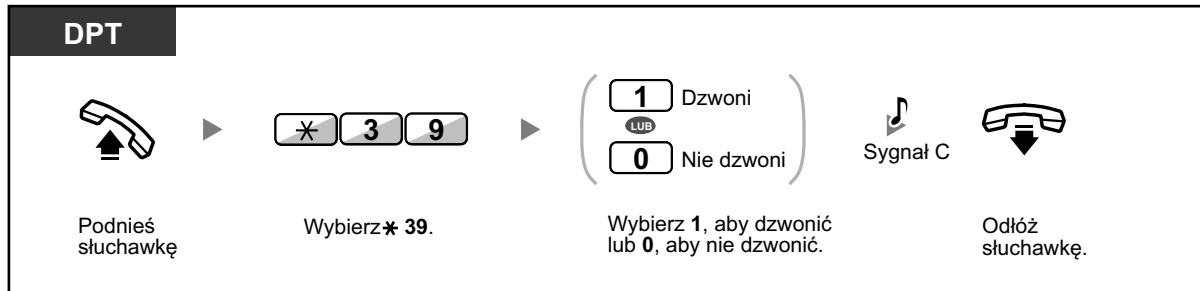 DPT
1 Dzwoni
LUB
✳ 3 9
0 Nie dzwoni
Sygnał C
Podnieś
słuchawkę
Wybierz ✳ 39.
Wybierz 1, aby dzwonić
lub 0, aby nie dzwonić.
Odłóż
słuchawkę.